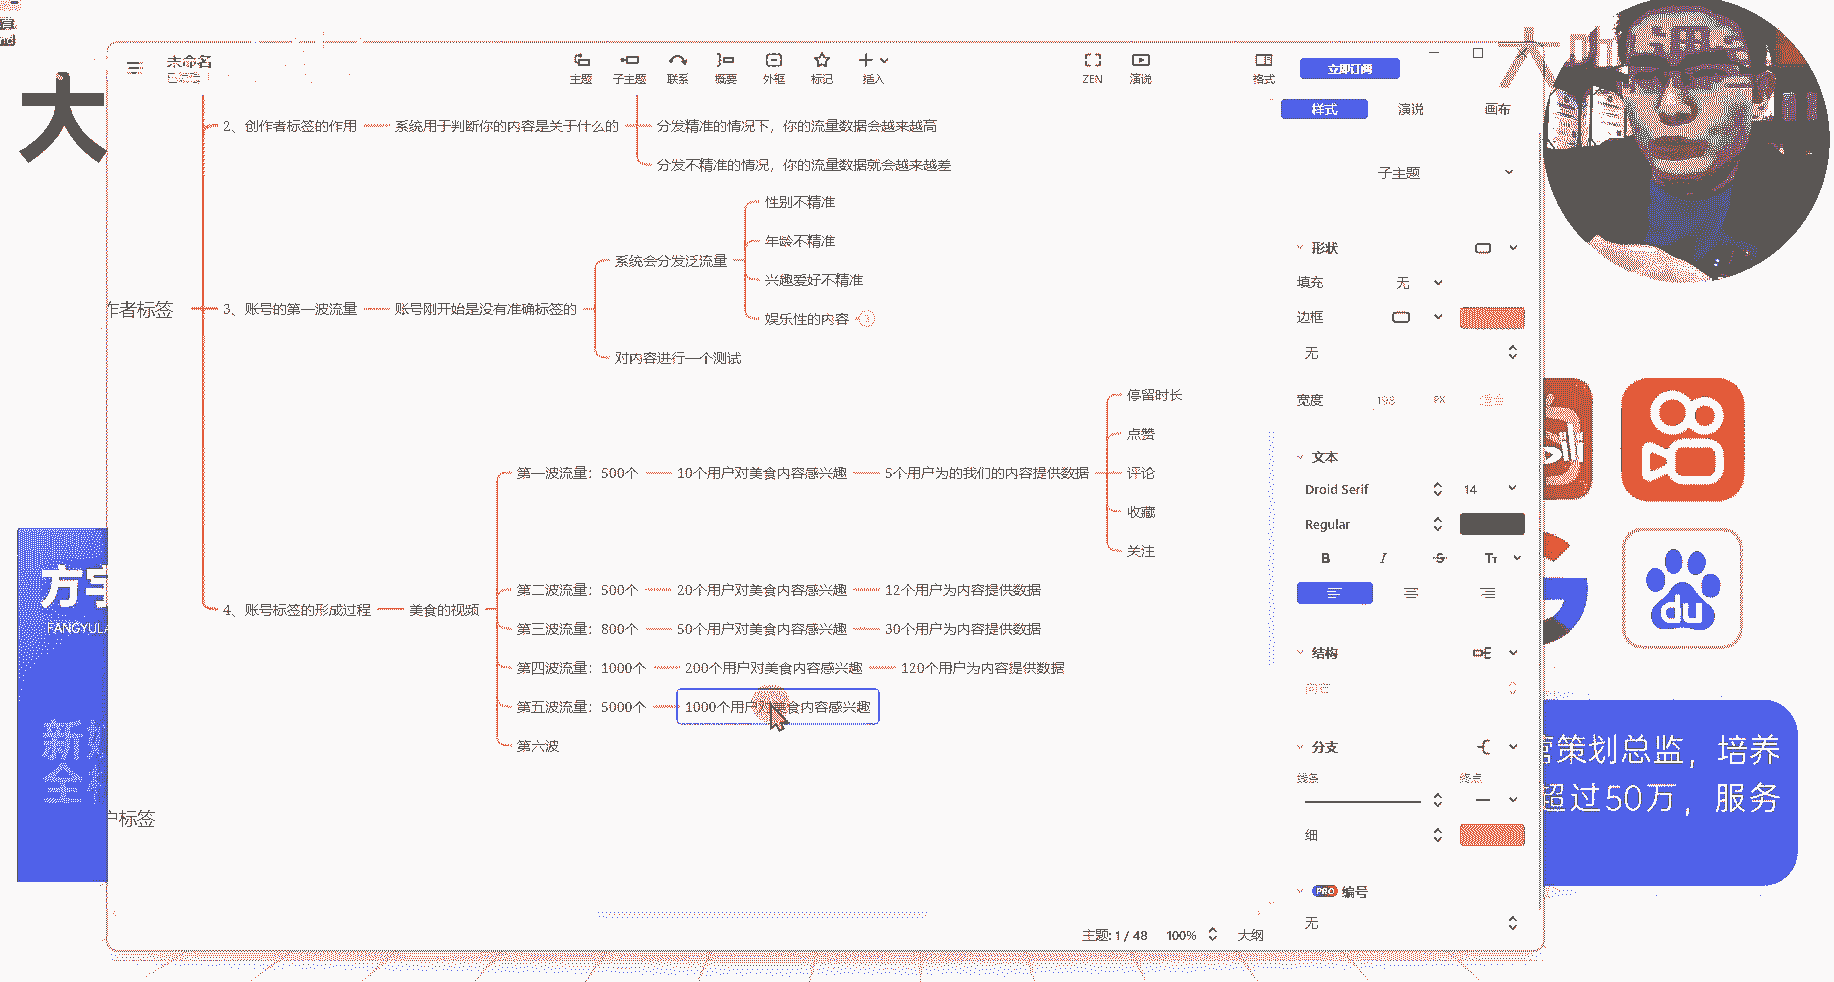 未命名
主题
子主题
联系
概要
外框
标记
插入
ZEN
演说
格式
立即订阅
大
大咖
样式
演说
画布
2、创作者标签的作用
系统用于判断你的内容是关于什么的
分发精准的情况下，你的流量数据会越来越高
分发不精准的情况，你的流量数据就会越来越差
子主题
性别不精准
年龄不精准
系统会分发泛流量
兴趣爱好不精准
娱乐性的内容
3
作者标签
3、账号的第一波流量
账号刚开始是没有准确标签的
对内容进行一个测试
形状
填充
无
边框
无
宽度
PX
停留时长
点赞
第一波流量：500个
10个用户对美食内容感兴趣
5个用户为的我们的内容提供数据
评论
收藏
关注
文本
Droid Serif
14
Regular
B
I
S
Tт
第二波流量：500个
20个用户对美食内容感兴趣
12个用户为内容提供数据
4、账号标签的形成过程
美食的视频
第三波流量：800个
50个用户对美食内容感兴趣
30个用户为内容提供数据
第四波流量：1000个
200个用户对美食内容感兴趣
120个用户为内容提供数据
第五波流量：5000个
1000个用户对美食内容感兴趣
第六波
户标签
结构
分支
线条
终点
细
PRO 编号
无
主题: 1 / 48
100%
大纲
方宇
FANGYULA
新
全
du
营策划总监，培养
超过50万，服务